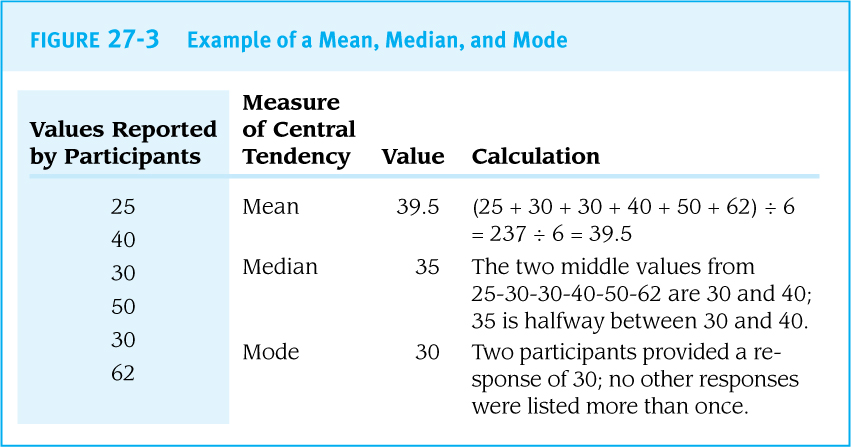 FIGURE 27-3 Example of a Mean, Median, and Mode
Values Reported
by Participants
25
40
30
50
30
62
Measure
of Central
Tendency Value Calculation
Mean 39.5 (25 + 30 + 30 + 40 + 50 + 62) ÷ 6
= 237 ÷ 6 = 39.5
Median 35 The two middle values from
25-30-30-40-50-62 are 30 and 40;
35 is halfway between 30 and 40.
Mode 30 Two participants provided a re-
sponse of 30; no other responses
were listed more than once.